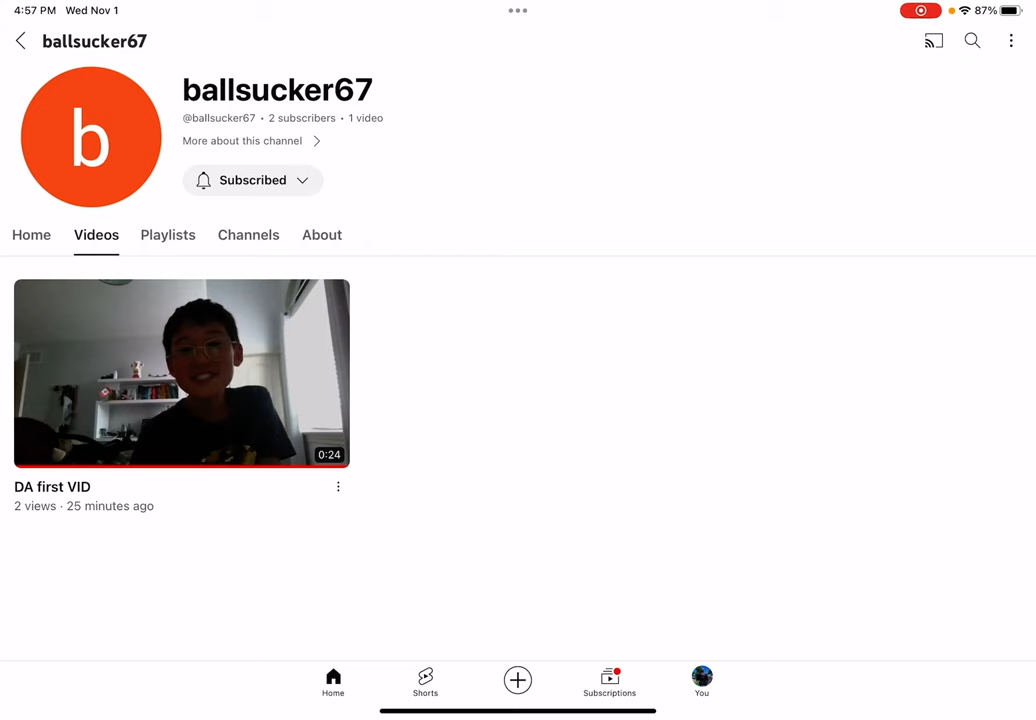 4:57 PM Wed Nov 1 87%
ballsucker67
b
ballsucker67
@ballsucker67 • 2 subscribers • 1 video
More about this channel
Subscribed
Home Videos Playlists Channels About
0:24
DA first VID
2 views · 25 minutes ago
Home Shorts Subscriptions You